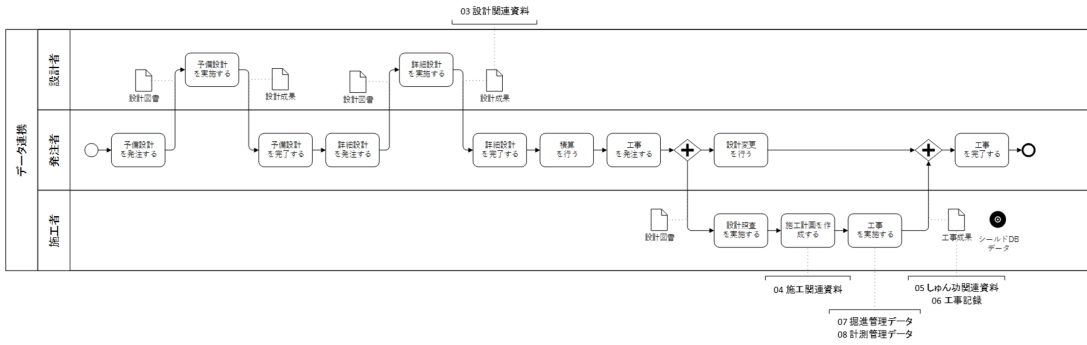 03 設計関連資料
データ連携
設計者
予備設計
を実施する
詳細設計
を実施する
設計図書
設計成果
設計図書
設計成果
発注者
予備設計
を発注する
予備設計
を完了する
詳細設計
を発注する
詳細設計
を完了する
積算
を行う
工事
を発注する
設計変更
を行う
工事
を完了する
施工者
設計図書
設計照査
を実施する
施工計画を作
成する
工事
を実施する
工事成果
シールドDB
データ
04 施工関連資料
05 しゅん功関連資料
06 工事記録
07 掘進管理データ
08 計測管理データ